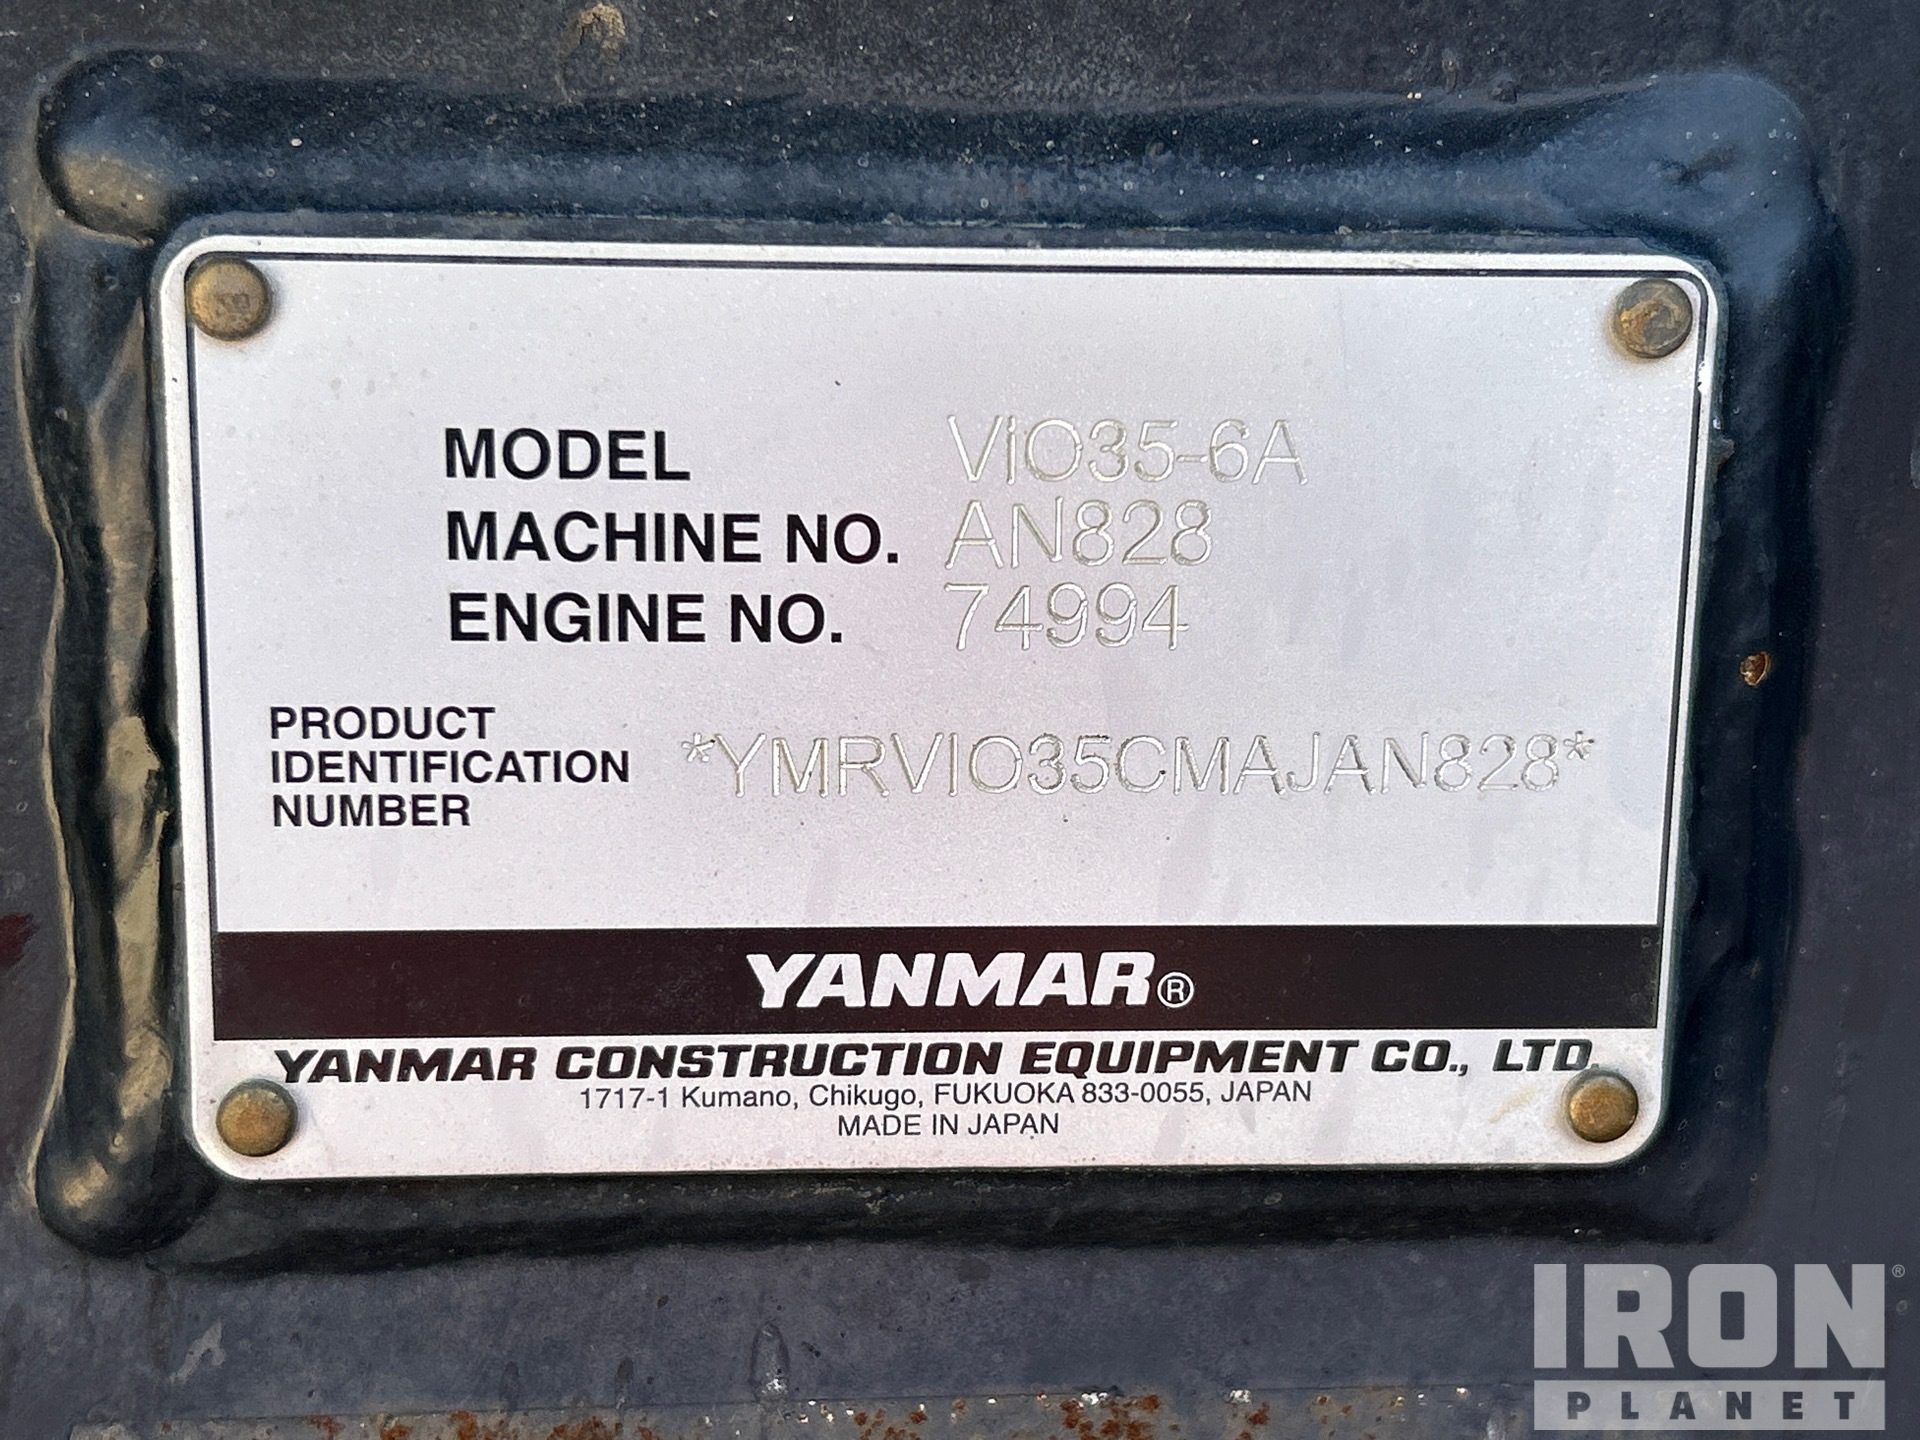 MODEL ViO35-6A
MACHINE NO. AN828
ENGINE NO. 74994
PRODUCT
IDENTIFICATION
NUMBER
*YMRVIO35CMAJAN828*
YANMAR®
YANMAR CONSTRUCTION EQUIPMENT CO., LTD.
1717-1 Kumano, Chikugo, FUKUOKA 833-0055, JAPAN
MADE IN JAPAN
IRON®
PLANET